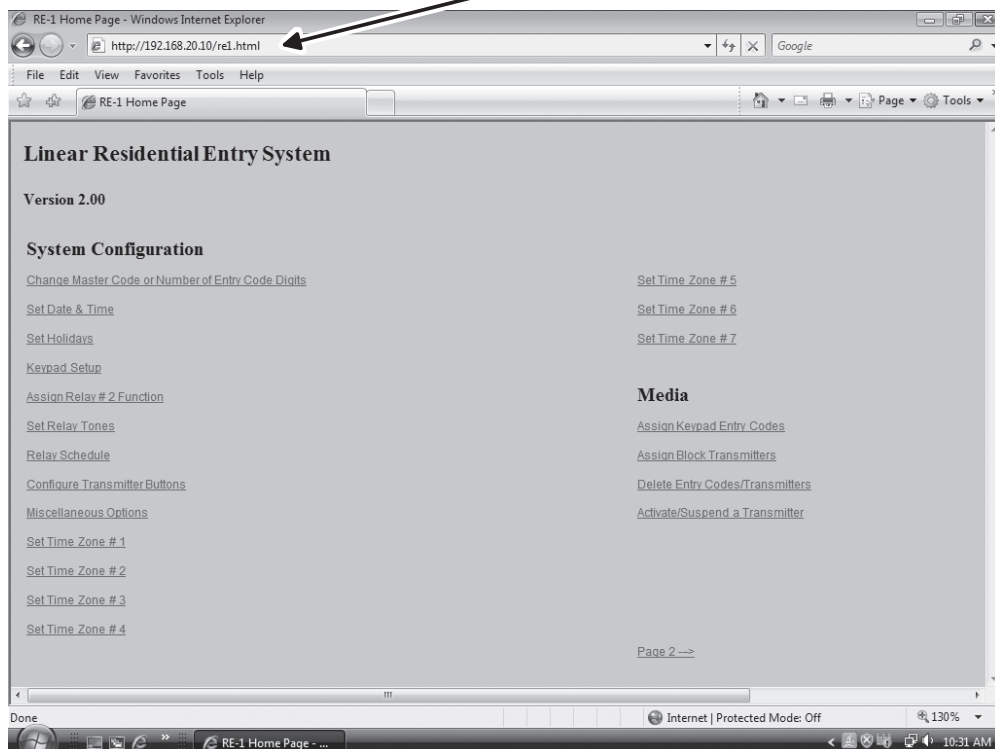 RE-1 Home Page - Windows Internet Explorer
http://192.168.20.10/re1.html
Google
File Edit View Favorites Tools Help
RE-1 Home Page
Page Tools
Linear Residential Entry System
Version 2.00
System Configuration
Change Master Code or Number of Entry Code Digits
Set Date & Time
Set Holidays
Keypad Setup
Assign Relay # 2 Function
Set Relay Tones
Relay Schedule
Configure Transmitter Buttons
Miscellaneous Options
Set Time Zone # 1
Set Time Zone # 2
Set Time Zone # 3
Set Time Zone # 4
Set Time Zone # 5
Set Time Zone # 6
Set Time Zone # 7
Media
Assign Keypad Entry Codes
Assign Block Transmitters
Delete Entry Codes/Transmitters
Activate/Suspend a Transmitter
Page 2 -->
Done
Internet | Protected Mode: Off
130%
RE-1 Home Page - ...
10:31 AM